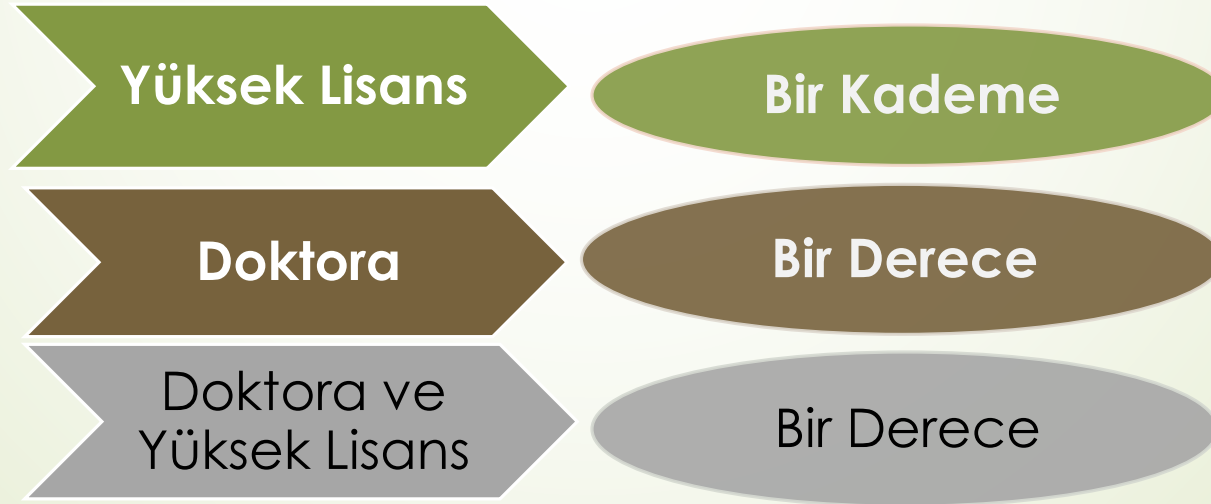 Yüksek Lisans
Bir Kademe
Doktora
Bir Derece
Doktora ve
Yüksek Lisans
Bir Derece